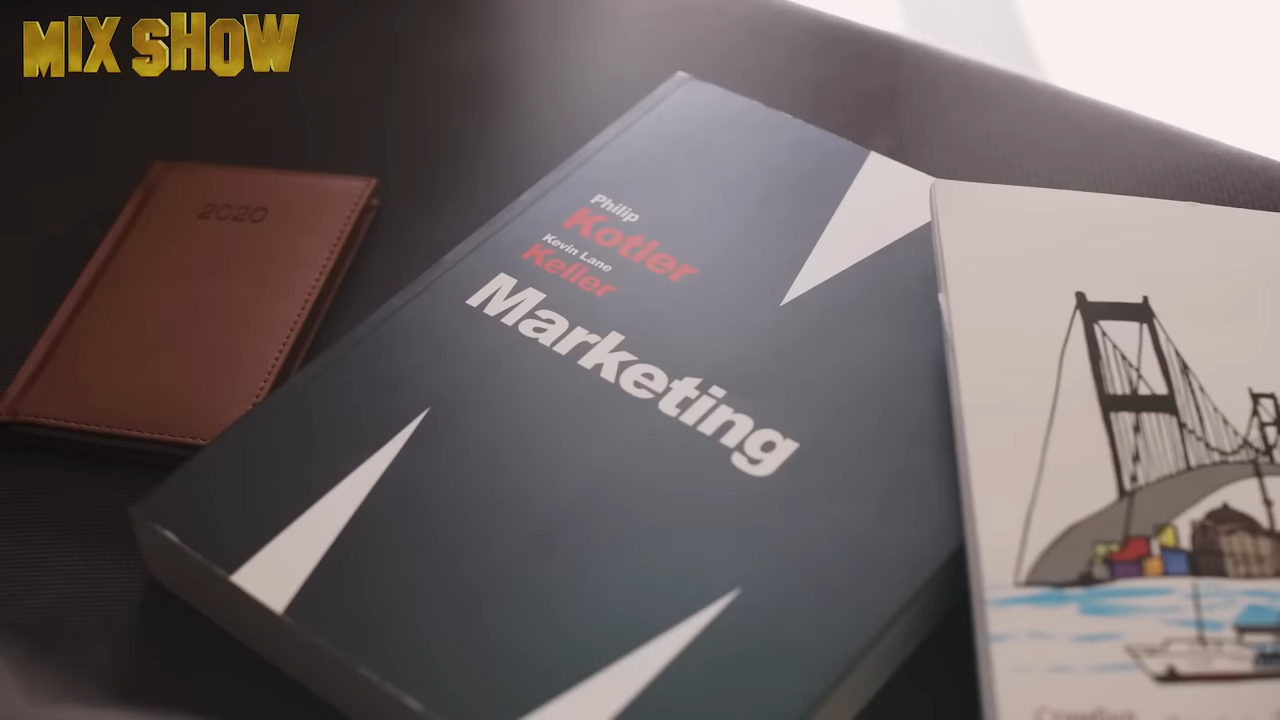 MIX SHOW
2020
Philip
Kotler
Kevin Lane
Keller
Marketing